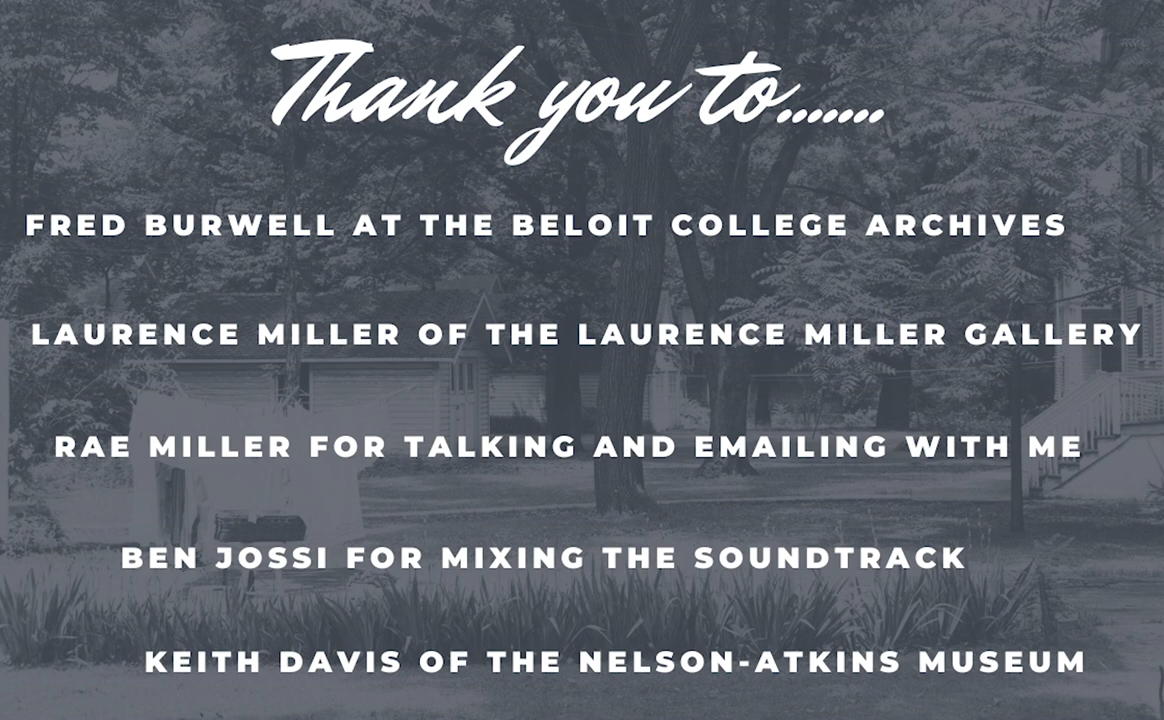 Thank you to.......
FRED BURWELL AT THE BELOIT COLLEGE ARCHIVES
LAURENCE MILLER OF THE LAURENCE MILLER GALLERY
RAE MILLER FOR TALKING AND EMAILING WITH ME
BEN JOSSI FOR MIXING THE SOUNDTRACK
KEITH DAVIS OF THE NELSON-ATKINS MUSEUM